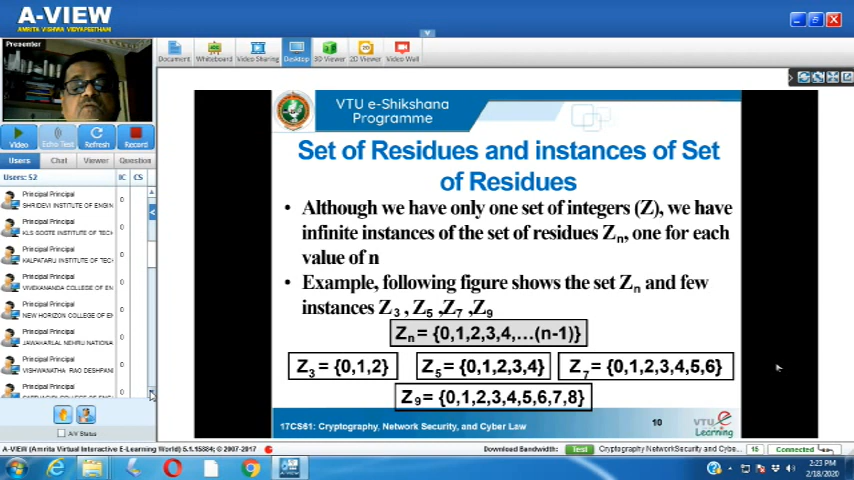 A-VIEW
AMRITA VISHWA VIDYAPEETHAM
Presenter
Document
Whiteboard
Video Sharing
Desktop
3D Viewer
2D Viewer
Video Wall
Video
Echo Test
Refresh
Record
Users
Chat
Viewer
Question
Users: 52
IC
CS
Principal Principal
SHRIDEVI INSTITUTE OF ENGIN
0
Principal Principal
KLS GOGTE INSTITUTE OF TECH
0
Principal Principal
KALPATARU INSTITUTE OF TEC
0
Principal Principal
VIVEKANANDA COLLEGE OF EN
0
Principal Principal
NEW HORIZON COLLEGE OF E
0
Principal Principal
JAWAHARLAL NEHRU NATIONA
0
Principal Principal
VISHWANATHA RAO DESHPAN
0
Principal Principal
0
A/V Status
VTU e-Shikshana
Programme
Set of Residues and instances of Set
of Residues
• Although we have only one set of integers (Z), we have
infinite instances of the set of residues Zn, one for each
value of n
• Example, following figure shows the set Zn and few
instances Z3 , Z5 ,Z7 ,Z9
Zn = {0,1,2,3,4,…(n-1)}
Z3 = {0,1,2}
Z5 = {0,1,2,3,4}
Z7 = {0,1,2,3,4,5,6}
Z9 = {0,1,2,3,4,5,6,7,8}
17CS61: Cryptography, Network Security, and Cyber Law
10
VTU e
Learning
A-VIEW (Amrita Virtual Interactive E-Learning World) 5.1.15884; © 2007-2017
Download Bandwidth:
Test
Cryptography NetworkSecurity and Cybe...
15
Connected
2:23 PM
2/18/2020